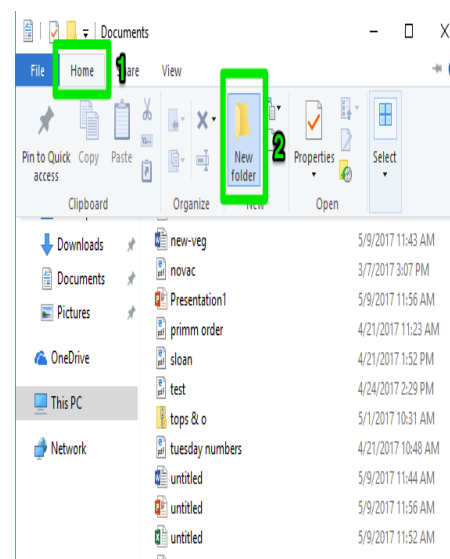 Documents
File Home 1 Share View
Pin to Quick access
Copy
Paste
New folder
2
Properties
Select
Clipboard
Organize
New
Open
Downloads
Documents
Pictures
OneDrive
This PC
Network
new-veg 5/9/2017 11:43 AM
novac 3/7/2017 3:07 PM
Presentation1 5/9/2017 11:56 AM
primm order 4/21/2017 11:23 AM
sloan 4/21/2017 1:52 PM
test 4/24/2017 2:29 PM
tops & o 5/1/2017 10:31 AM
tuesday numbers 4/21/2017 10:48 AM
untitled 5/9/2017 11:44 AM
untitled 5/9/2017 11:56 AM
untitled 5/9/2017 11:52 AM